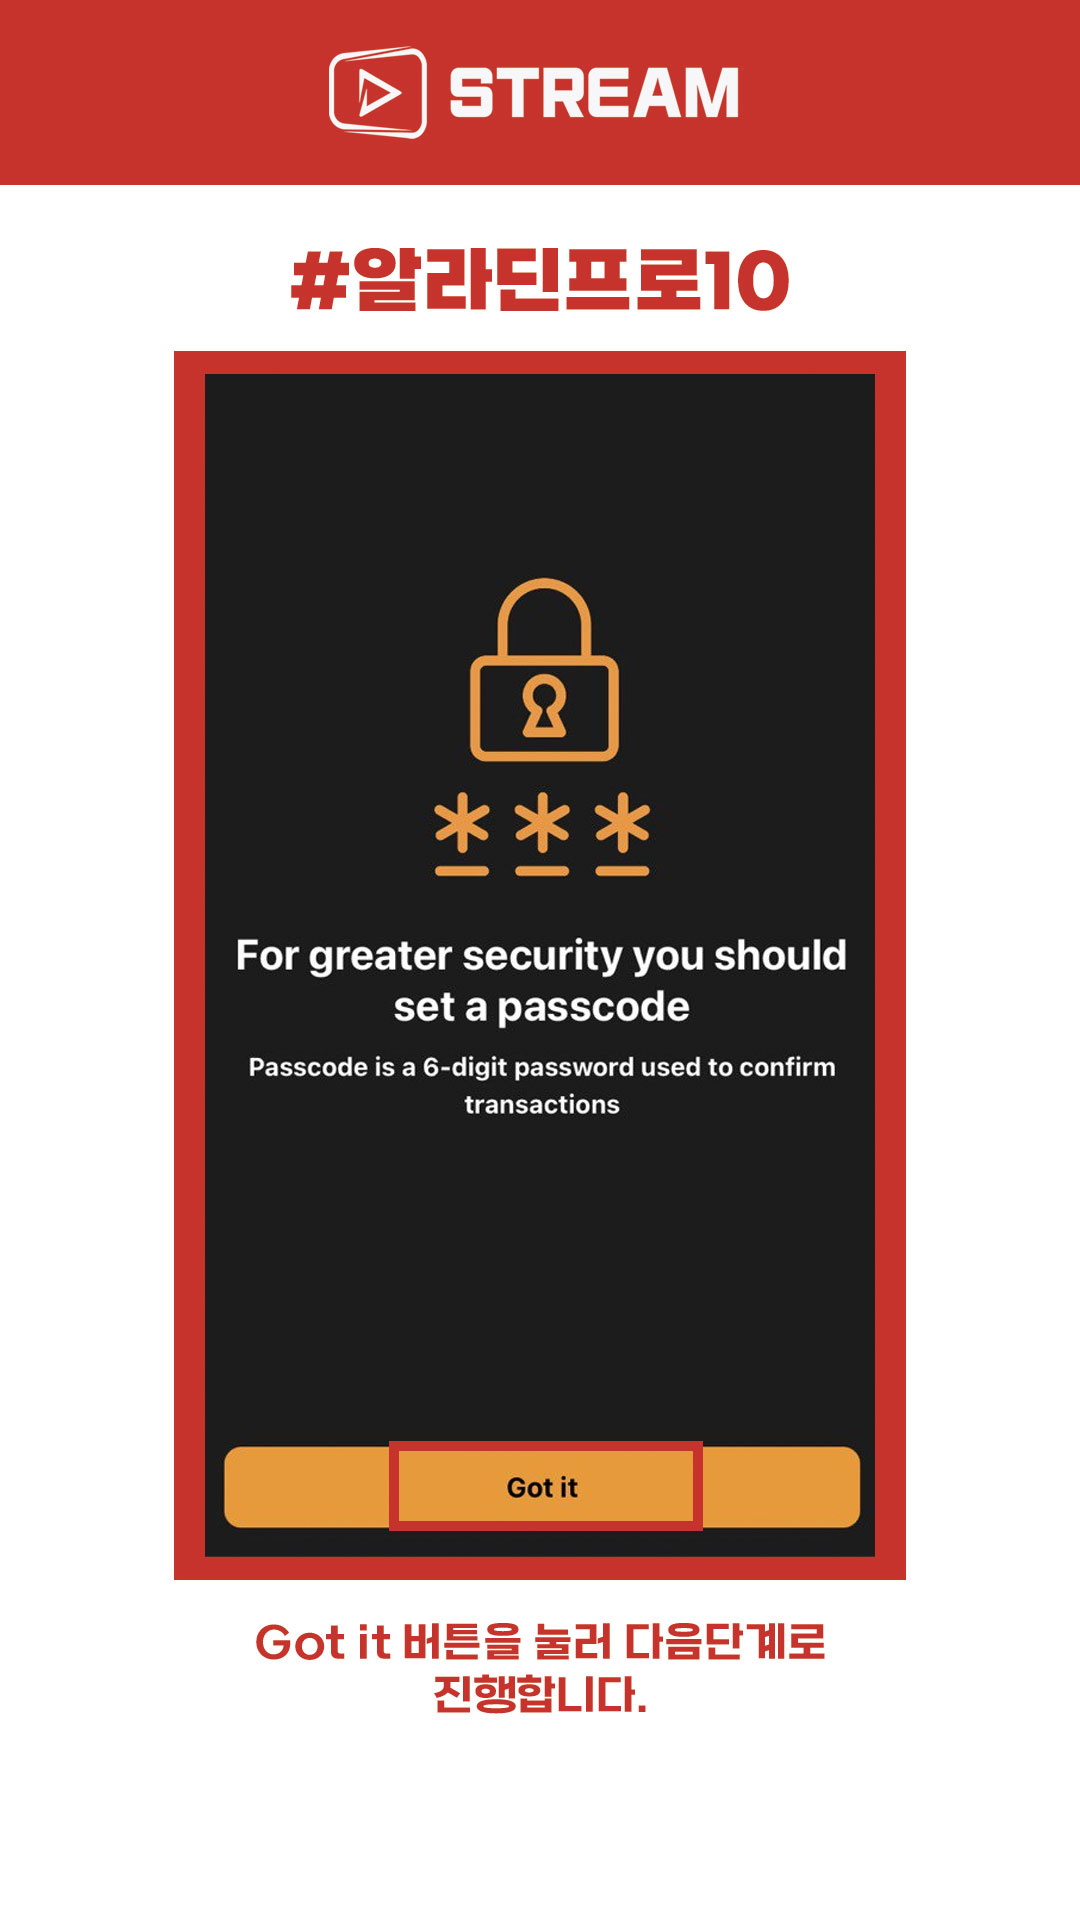 STREAM
#알라딘프로10
For greater security you should
set a passcode
Passcode is a 6-digit password used to confirm
transactions
Got it
Got it 버튼을 눌러 다음단계로
진행합니다.